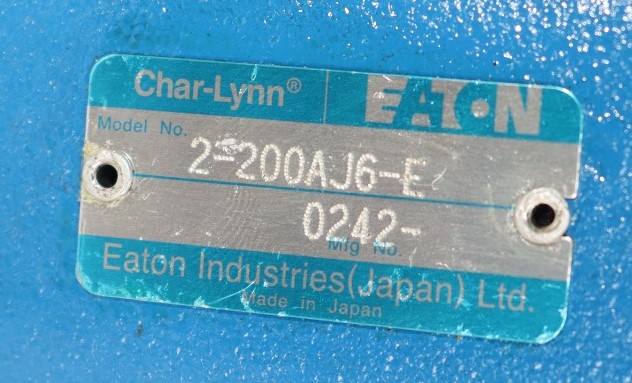 Char-Lynn® EATON
Model No.
2-200AJ6-E
0242-
Mfg No.
Eaton Industries(Japan) Ltd.
Made in Japan